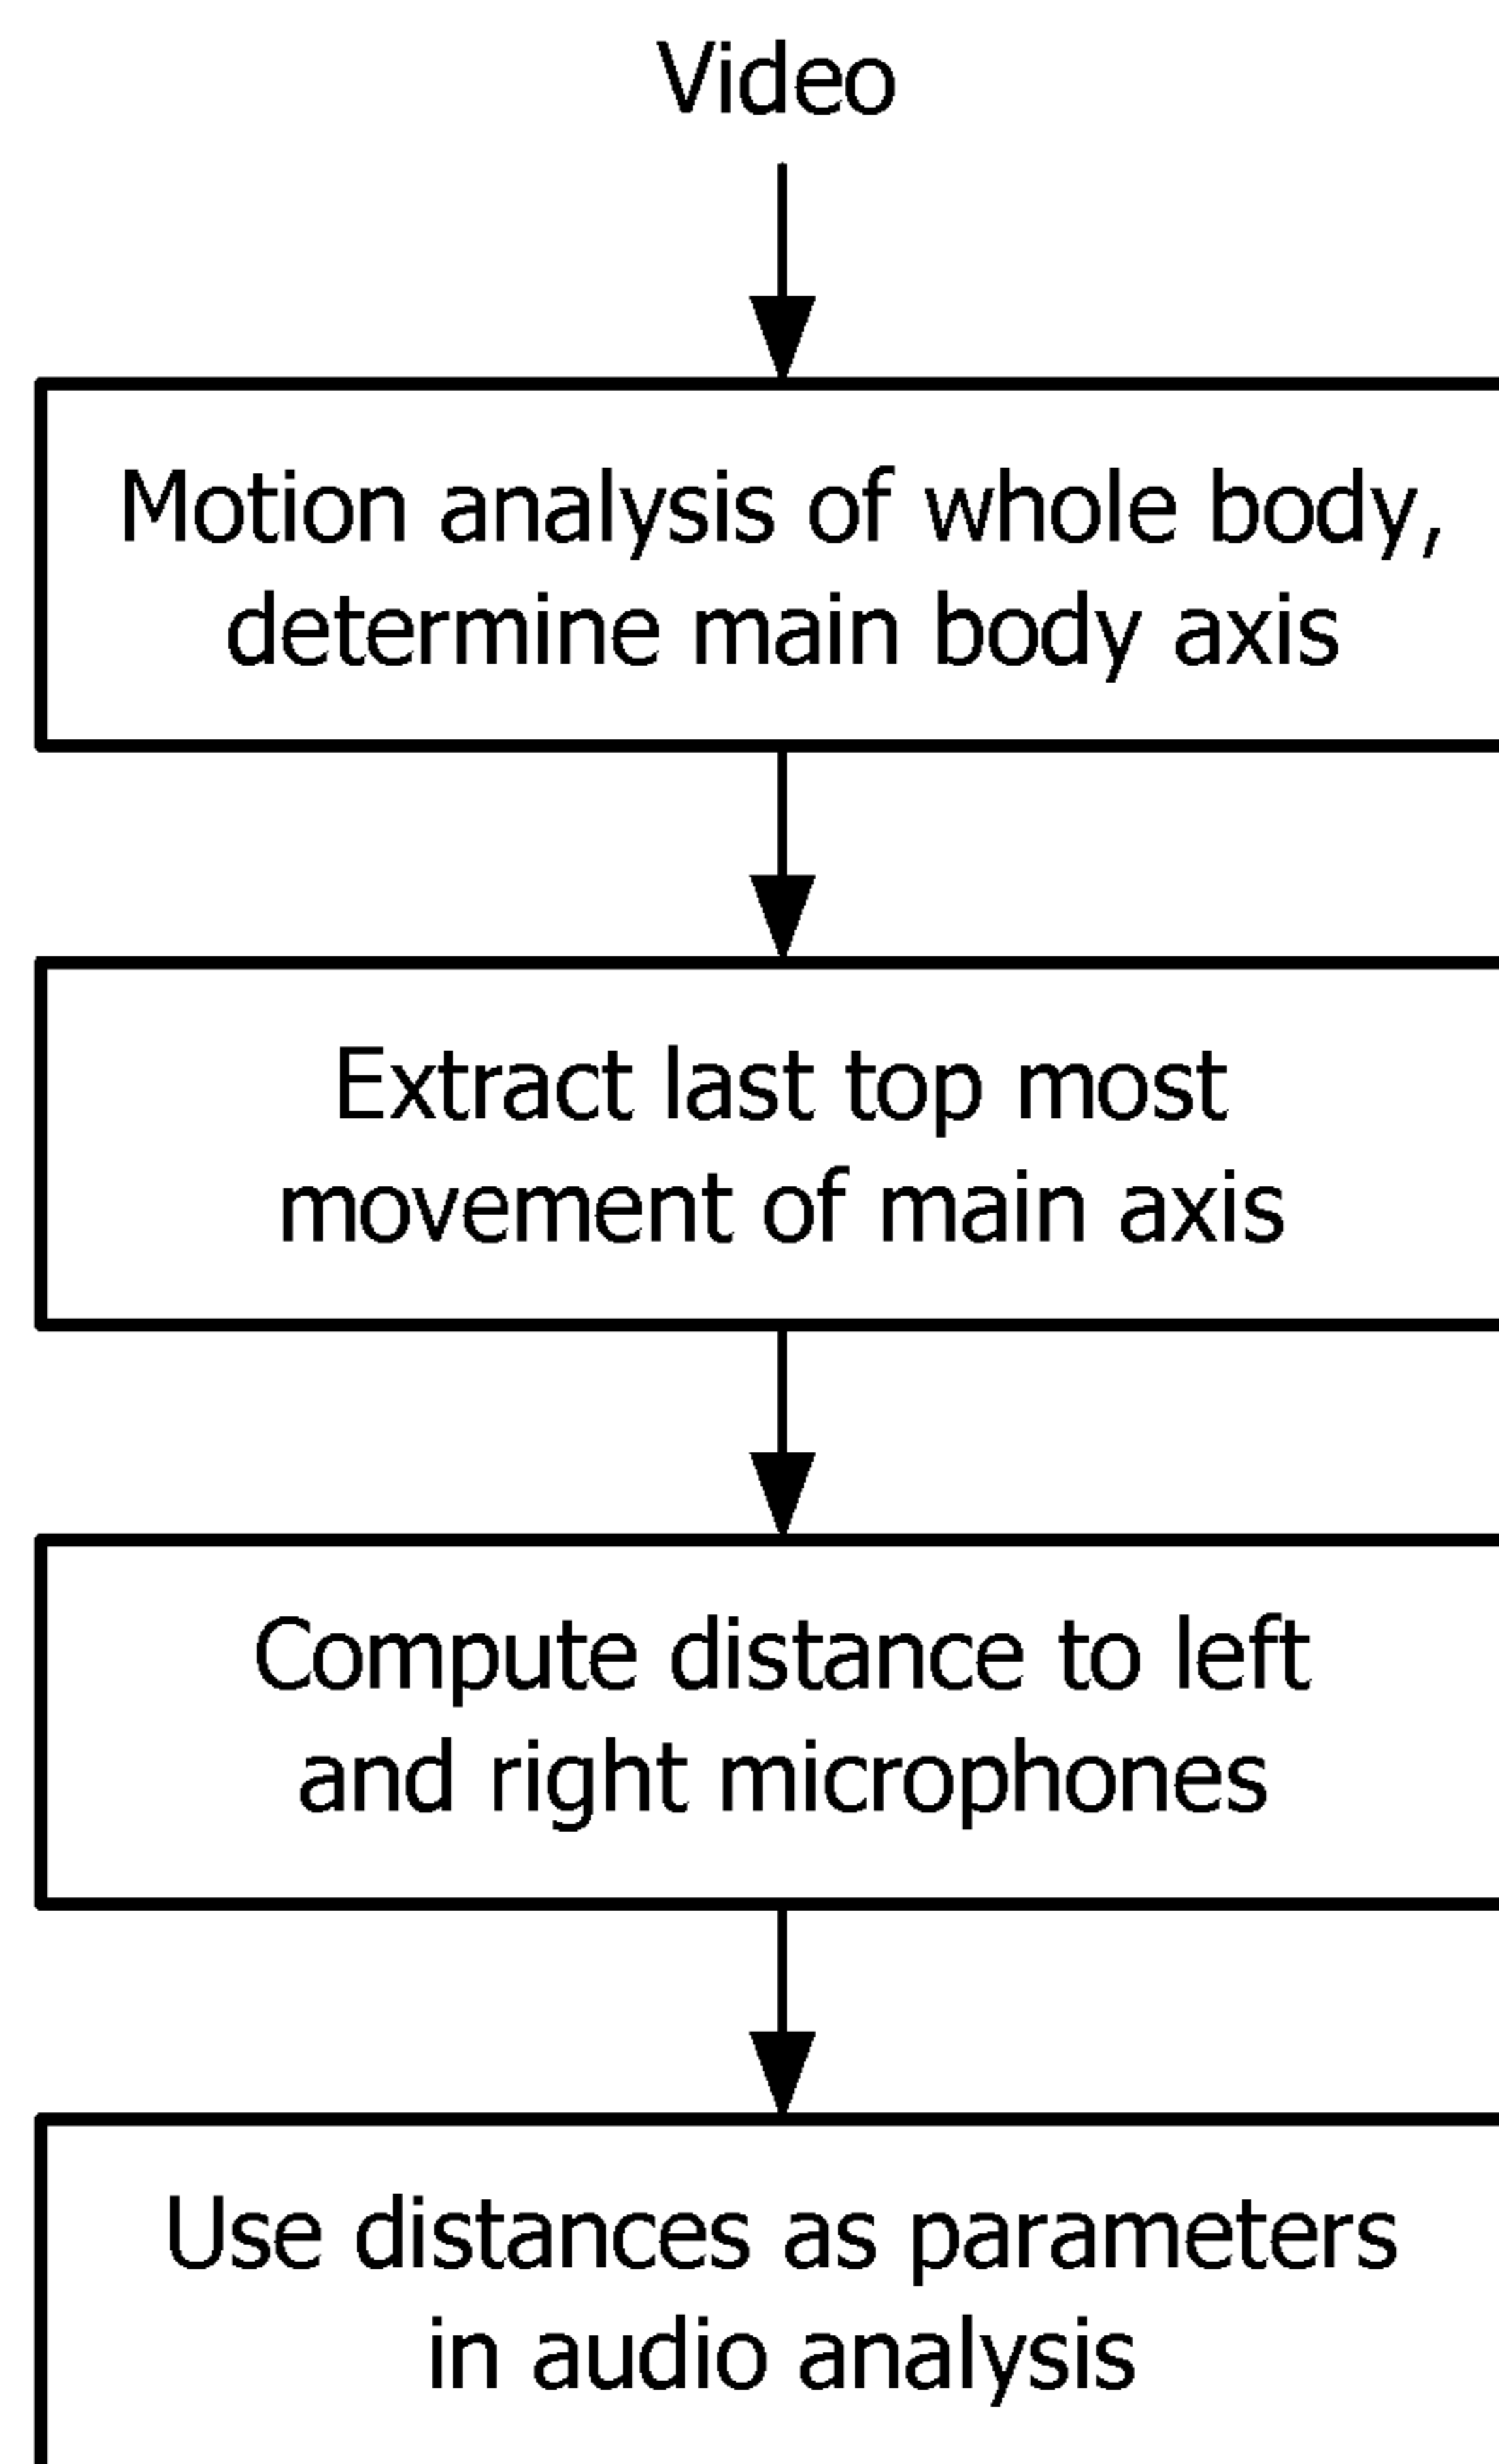 Video
Motion analysis of whole body,
determine main body axis
Extract last top most
movement of main axis
Compute distance to left
and right microphones
Use distances as parameters
in audio analysis